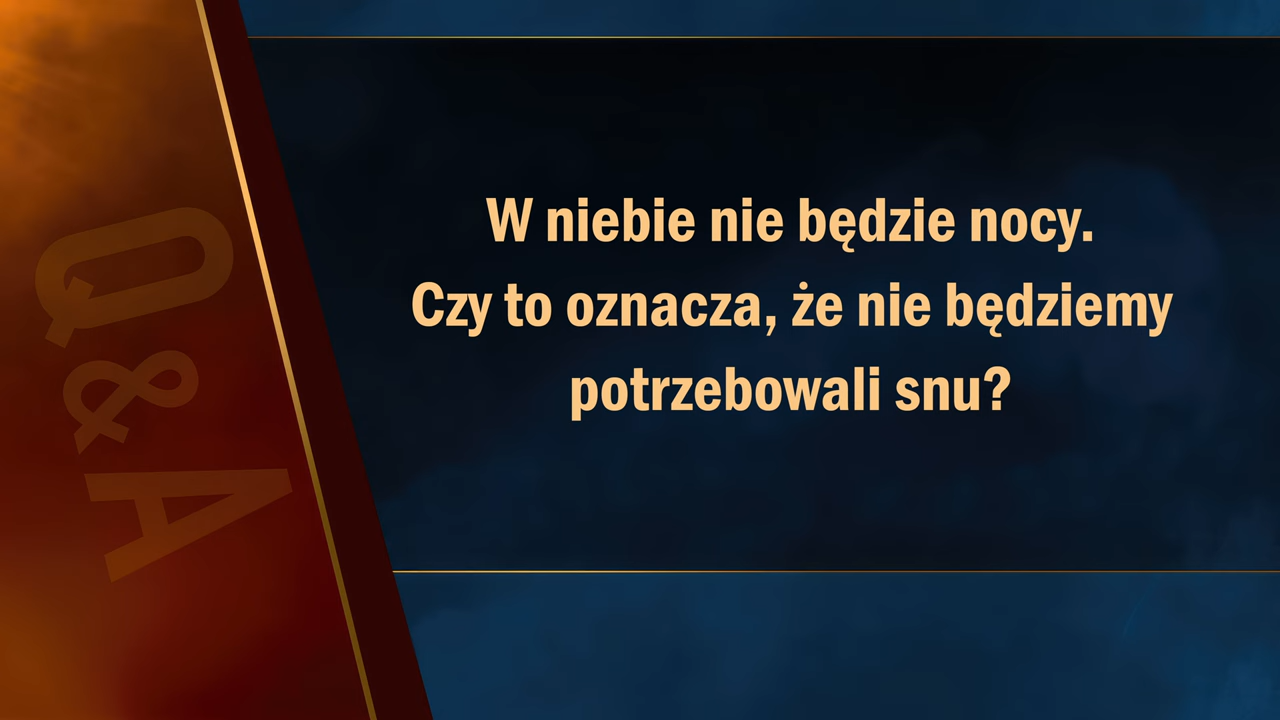 Q&A
W niebie nie będzie nocy.
Czy to oznacza, że nie będziemy
potrzebowali snu?